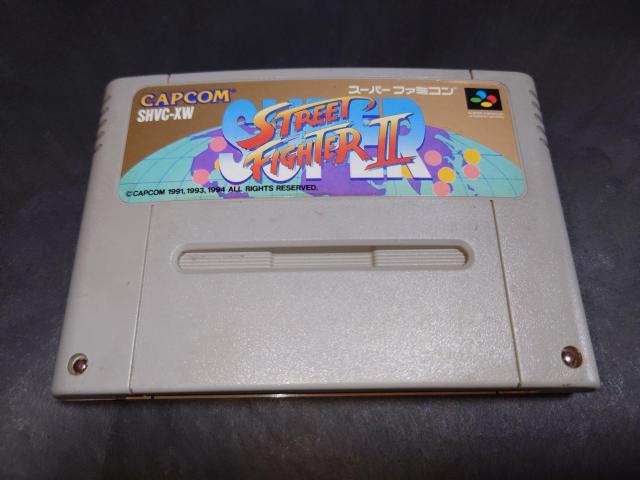 CAPCOM
SHVC-XW
スーパーファミコン
SUPER
STREET
FIGHTER II
©CAPCOM 1991,1993,1994 ALL RIGHTS RESERVED.